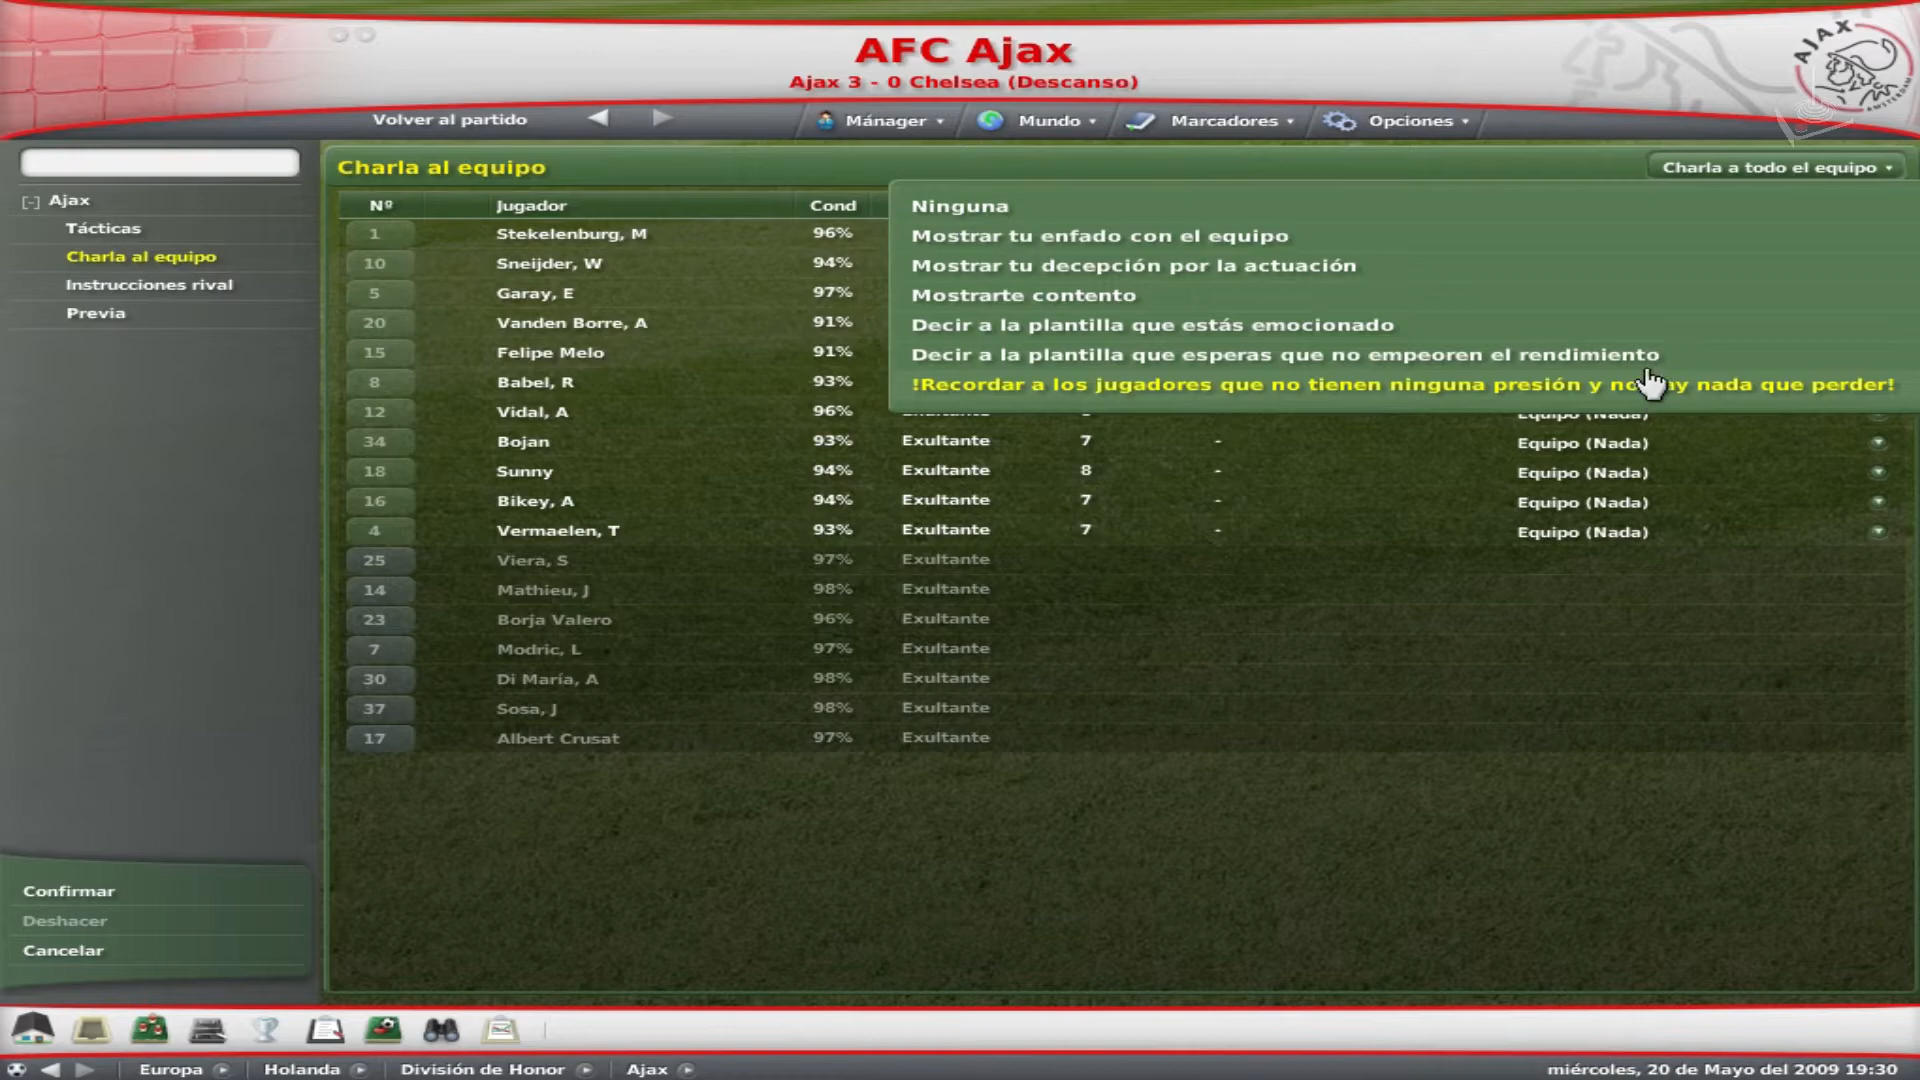 AFC Ajax
Ajax 3 - 0 Chelsea (Descanso)
AJAX
AMSTERDAM
Volver al partido
Mánager
Mundo
Marcadores
Opciones
Ajax
Tácticas
Charla al equipo
Instrucciones rival
Previa
Charla al equipo
Charla a todo el equipo
Nº Jugador Cond
1 Stekelenburg, M 96%
10 Sneijder, W 94%
5 Garay, E 97%
20 Vanden Borre, A 91%
15 Felipe Melo 91%
8 Babel, R 93%
12 Vidal, A 96% Equipo (Nada)
34 Bojan 93% Exultante 7 - Equipo (Nada)
18 Sunny 94% Exultante 8 - Equipo (Nada)
16 Bikey, A 94% Exultante 7 - Equipo (Nada)
4 Vermaelen, T 93% Exultante 7 - Equipo (Nada)
25 Viera, S 97% Exultante
14 Mathieu, J 98% Exultante
23 Borja Valero 96% Exultante
7 Modric, L 97% Exultante
30 Di María, A 98% Exultante
37 Sosa, J 98% Exultante
17 Albert Crusat 97% Exultante
Ninguna
Mostrar tu enfado con el equipo
Mostrar tu decepción por la actuación
Mostrarte contento
Decir a la plantilla que estás emocionado
Decir a la plantilla que esperas que no empeoren el rendimiento
!Recordar a los jugadores que no tienen ninguna presión y no hay nada que perder!
Confirmar
Deshacer
Cancelar
Europa Holanda División de Honor Ajax
miércoles, 20 de Mayo del 2009 19:30